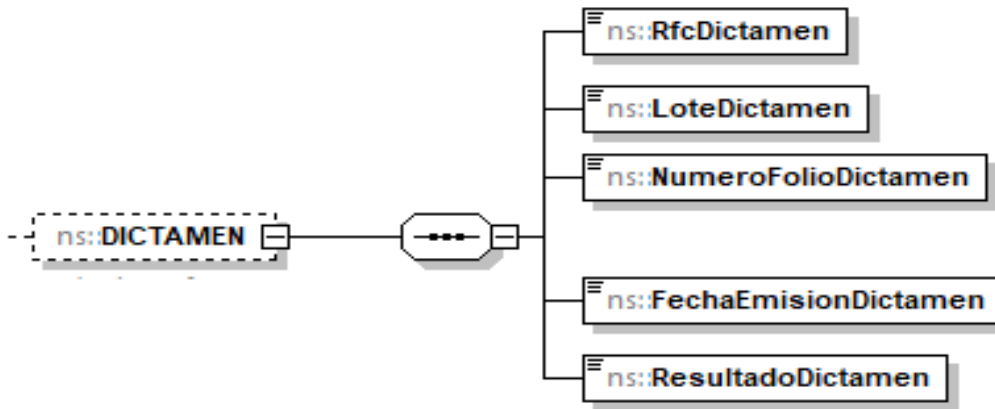 ns:RfcDictamen
ns:LoteDictamen
ns:NumeroFolioDictamen
ns:DICTAMEN
ns:FechaEmisionDictamen
ns:ResultadoDictamen